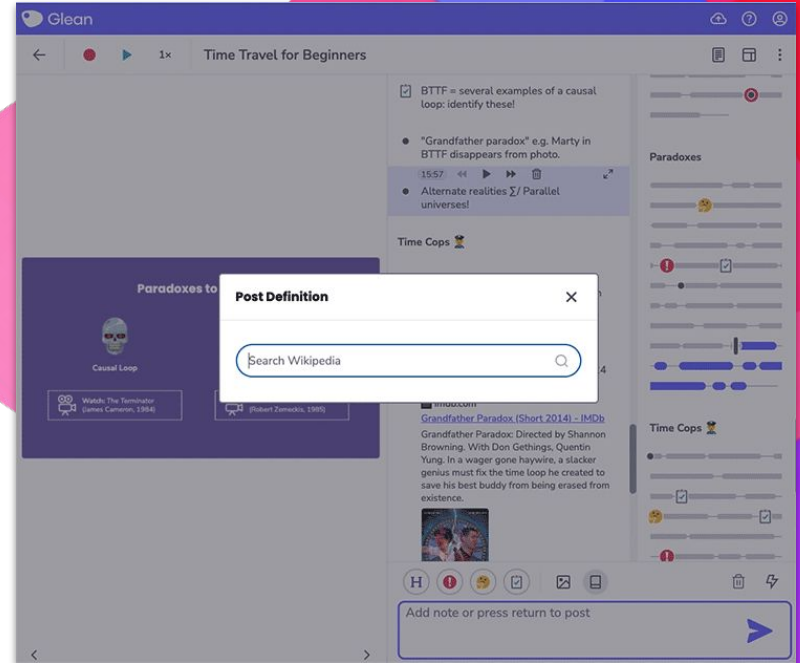 Glean
1×
Time Travel for Beginners
BTTF = several examples of a causal
loop: identify these!
"Grandfather paradox" e.g. Marty in
BTTF disappears from photo.
15:57
Alternate realities ∑/ Parallel
universes!
Time Cops
Paradoxes to
Causal Loop
Watch: The Terminator
(James Cameron, 1984)
(Robert Zemeckis, 1985)
Post Definition
Search Wikipedia
imdb.com
Grandfather Paradox (Short 2014) - IMDb
Grandfather Paradox: Directed by Shannon
Browning. With Don Gethings, Quentin
Yung. In a wager gone haywire, a slacker
genius must fix the time loop he created to
save his best buddy from being erased from
existence.
Paradoxes
Time Cops
H
Add note or press return to post